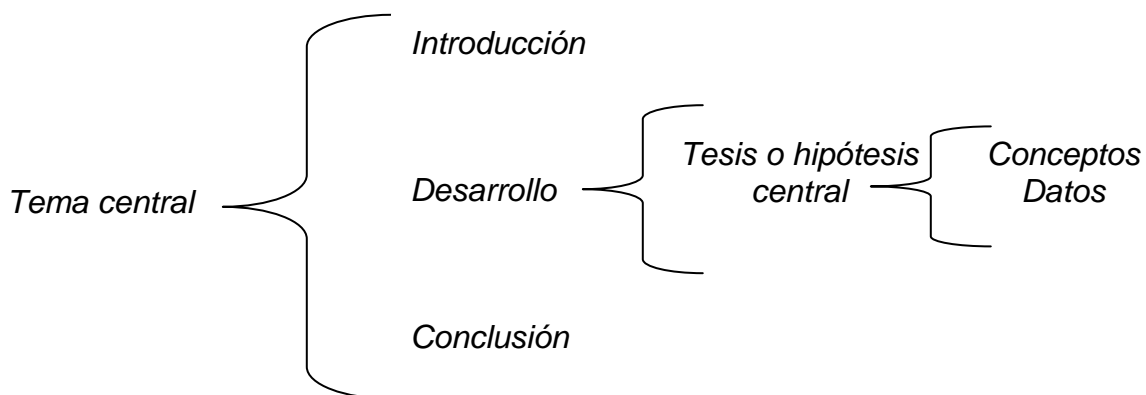 Introducción
Tema central
Desarrollo
Tesis o hipótesis
central
Conceptos
Datos
Conclusión